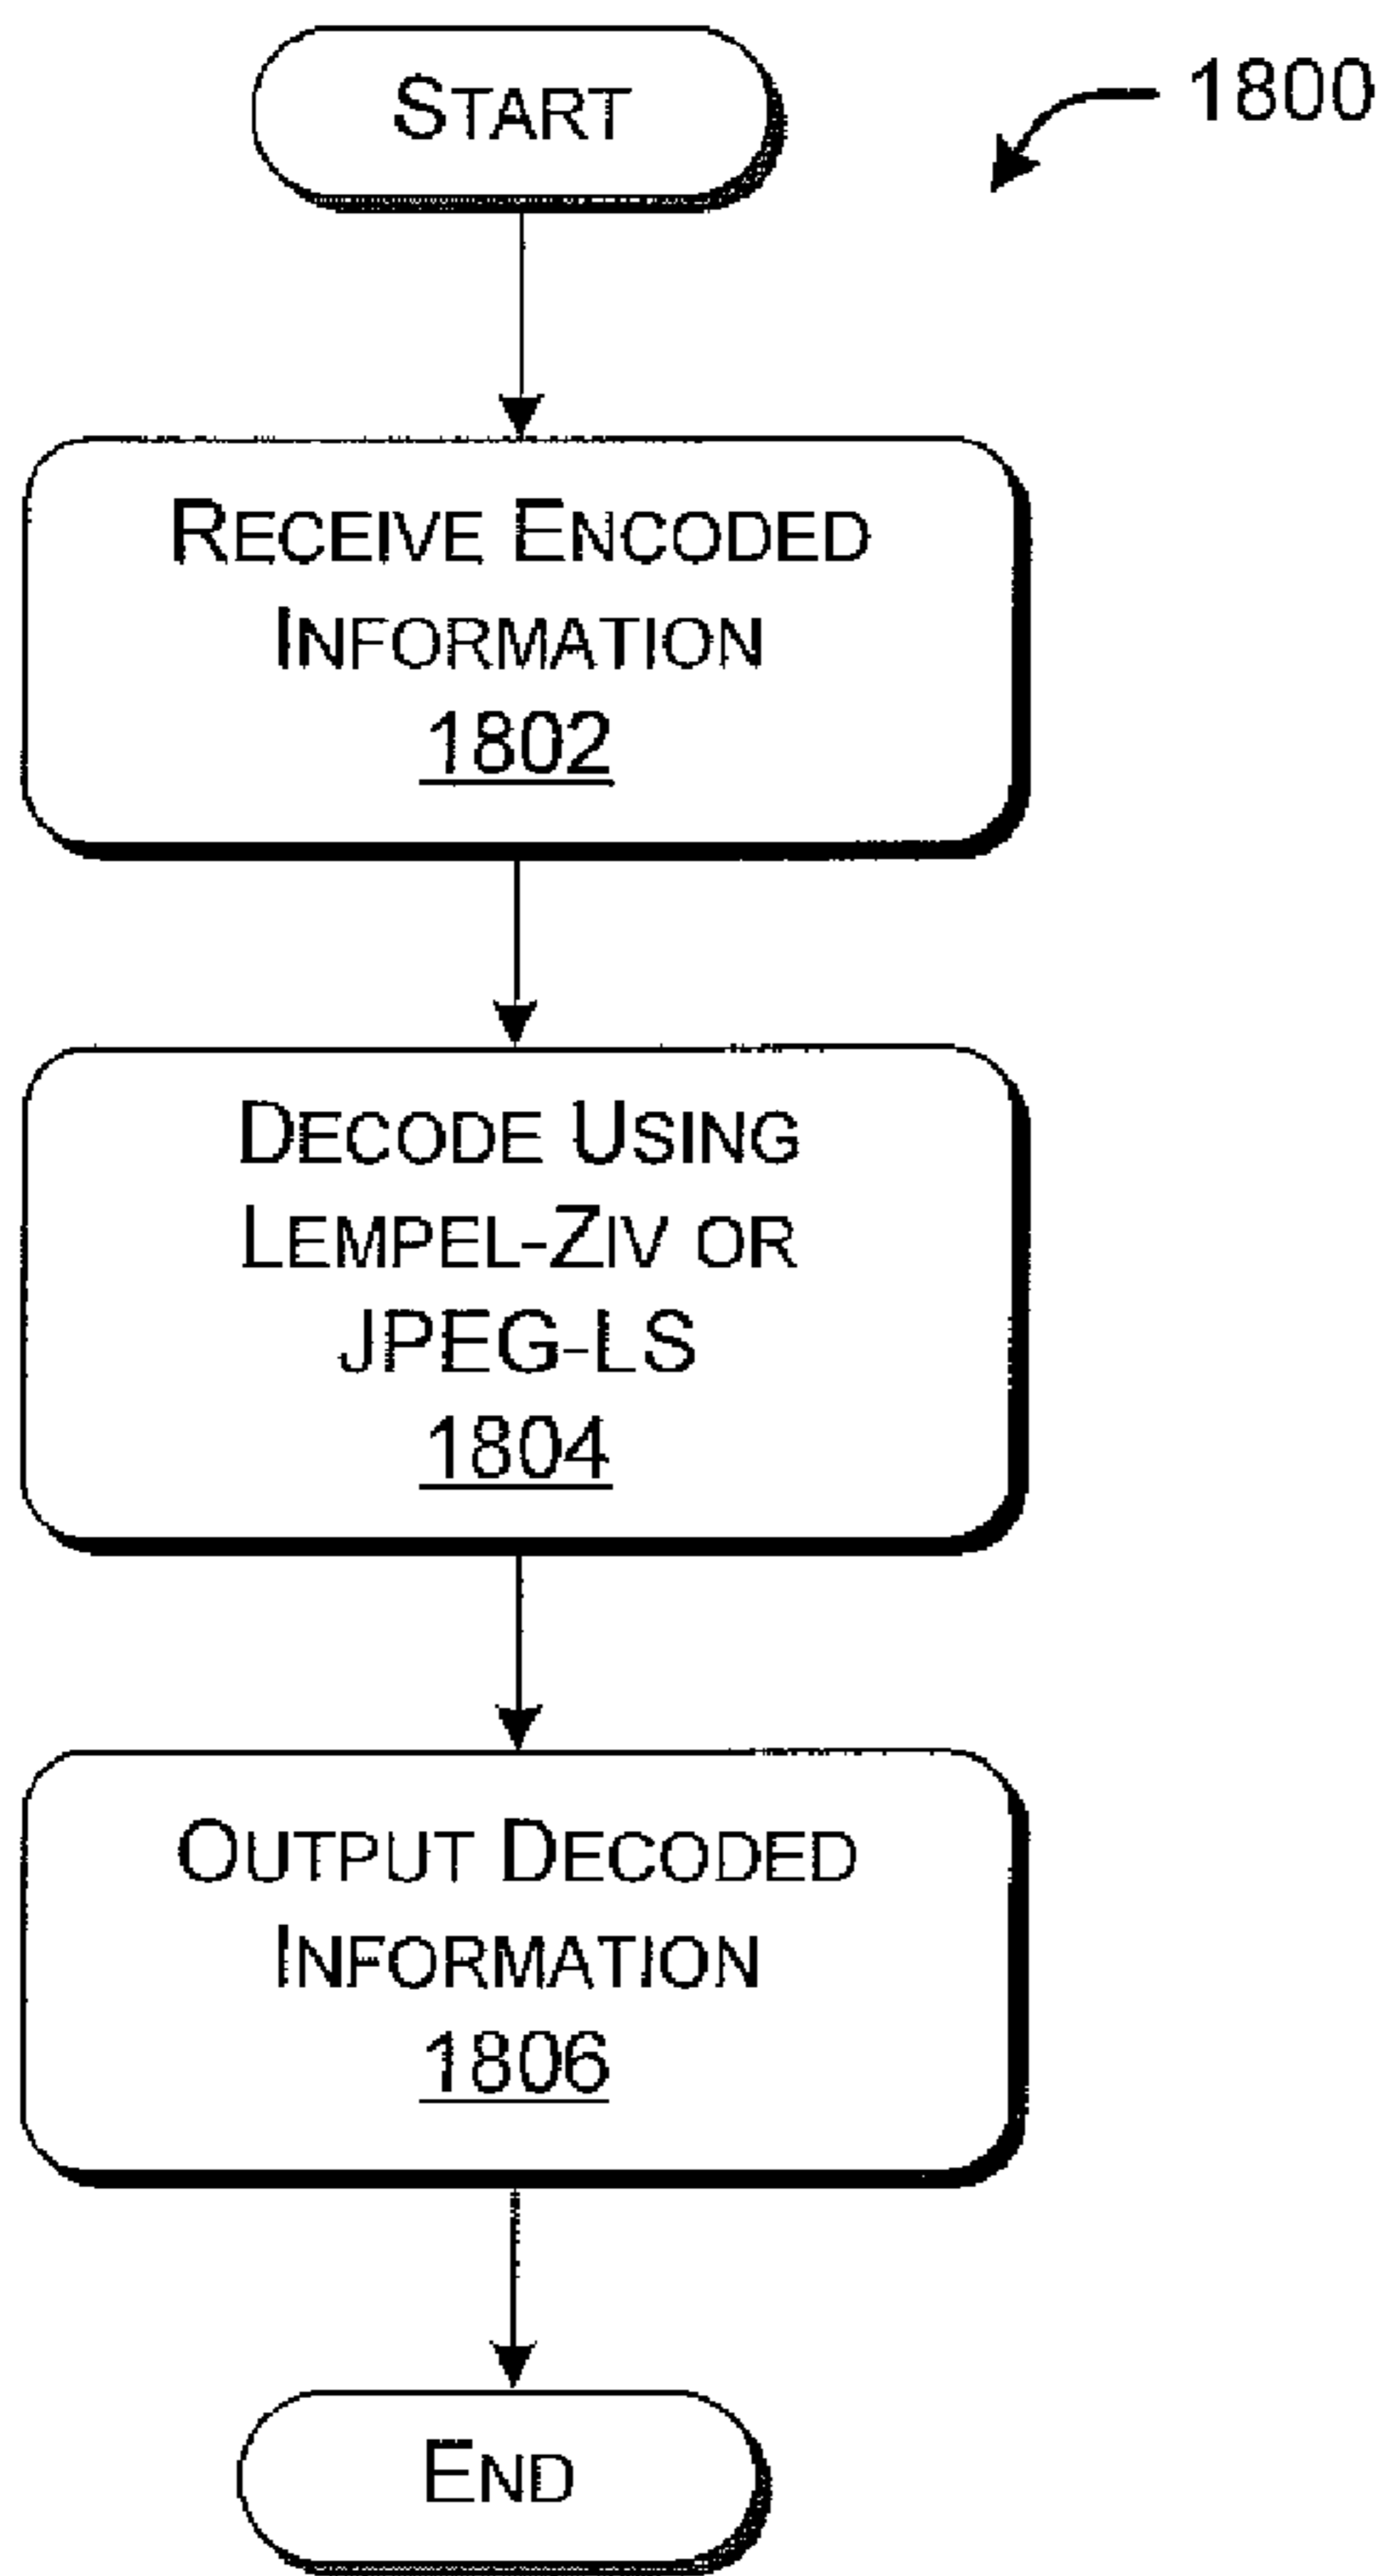 START
1800
RECEIVE ENCODED
INFORMATION
1802
DECODE USING
LEMPEL-ZIV OR
JPEG-LS
1804
OUTPUT DECODED
INFORMATION
1806
END